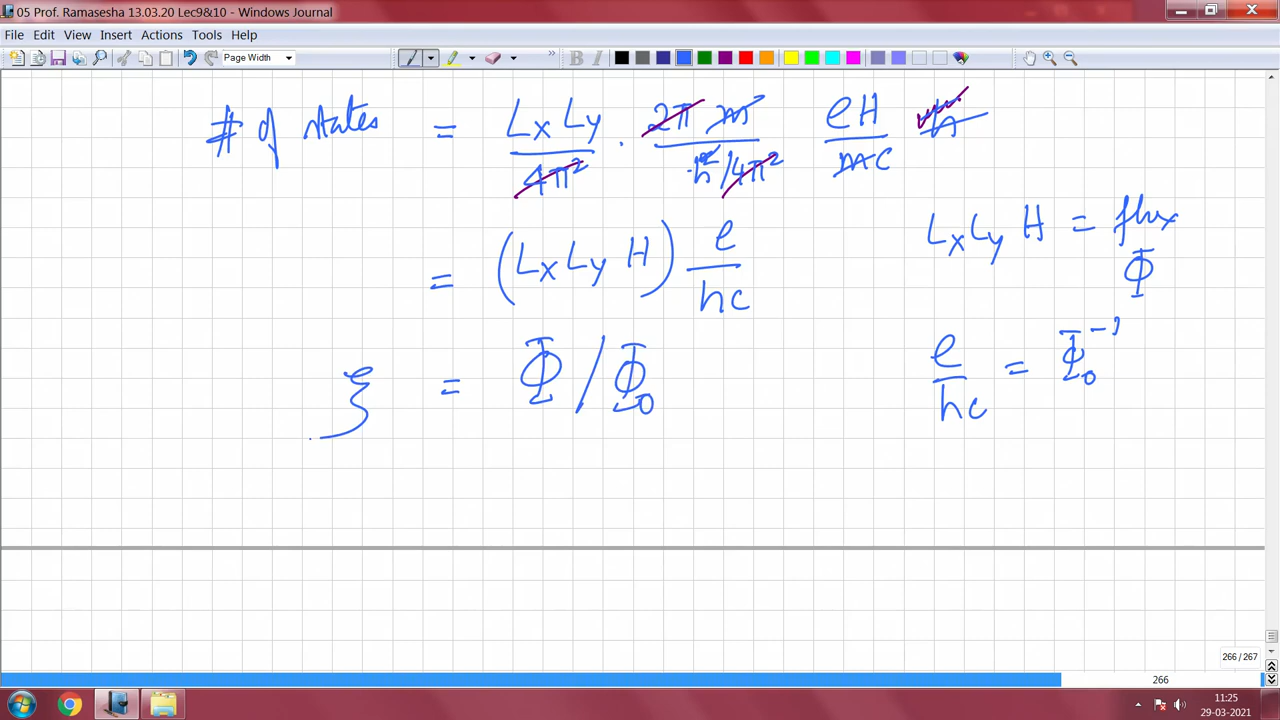 05 Prof. Ramasesha 13.03.20 Lec9&10 - Windows Journal
File Edit View Insert Actions Tools Help
Page Width
# of states = LxLy/4π² · 2π m/ħ²/4π² eH/mc
= (LxLy H) e/hc
LxLy H = flux Φ
ξ = Φ/Φ₀
e/hc = Φ₀⁻¹
266 / 267
266
11:25
29-03-2021